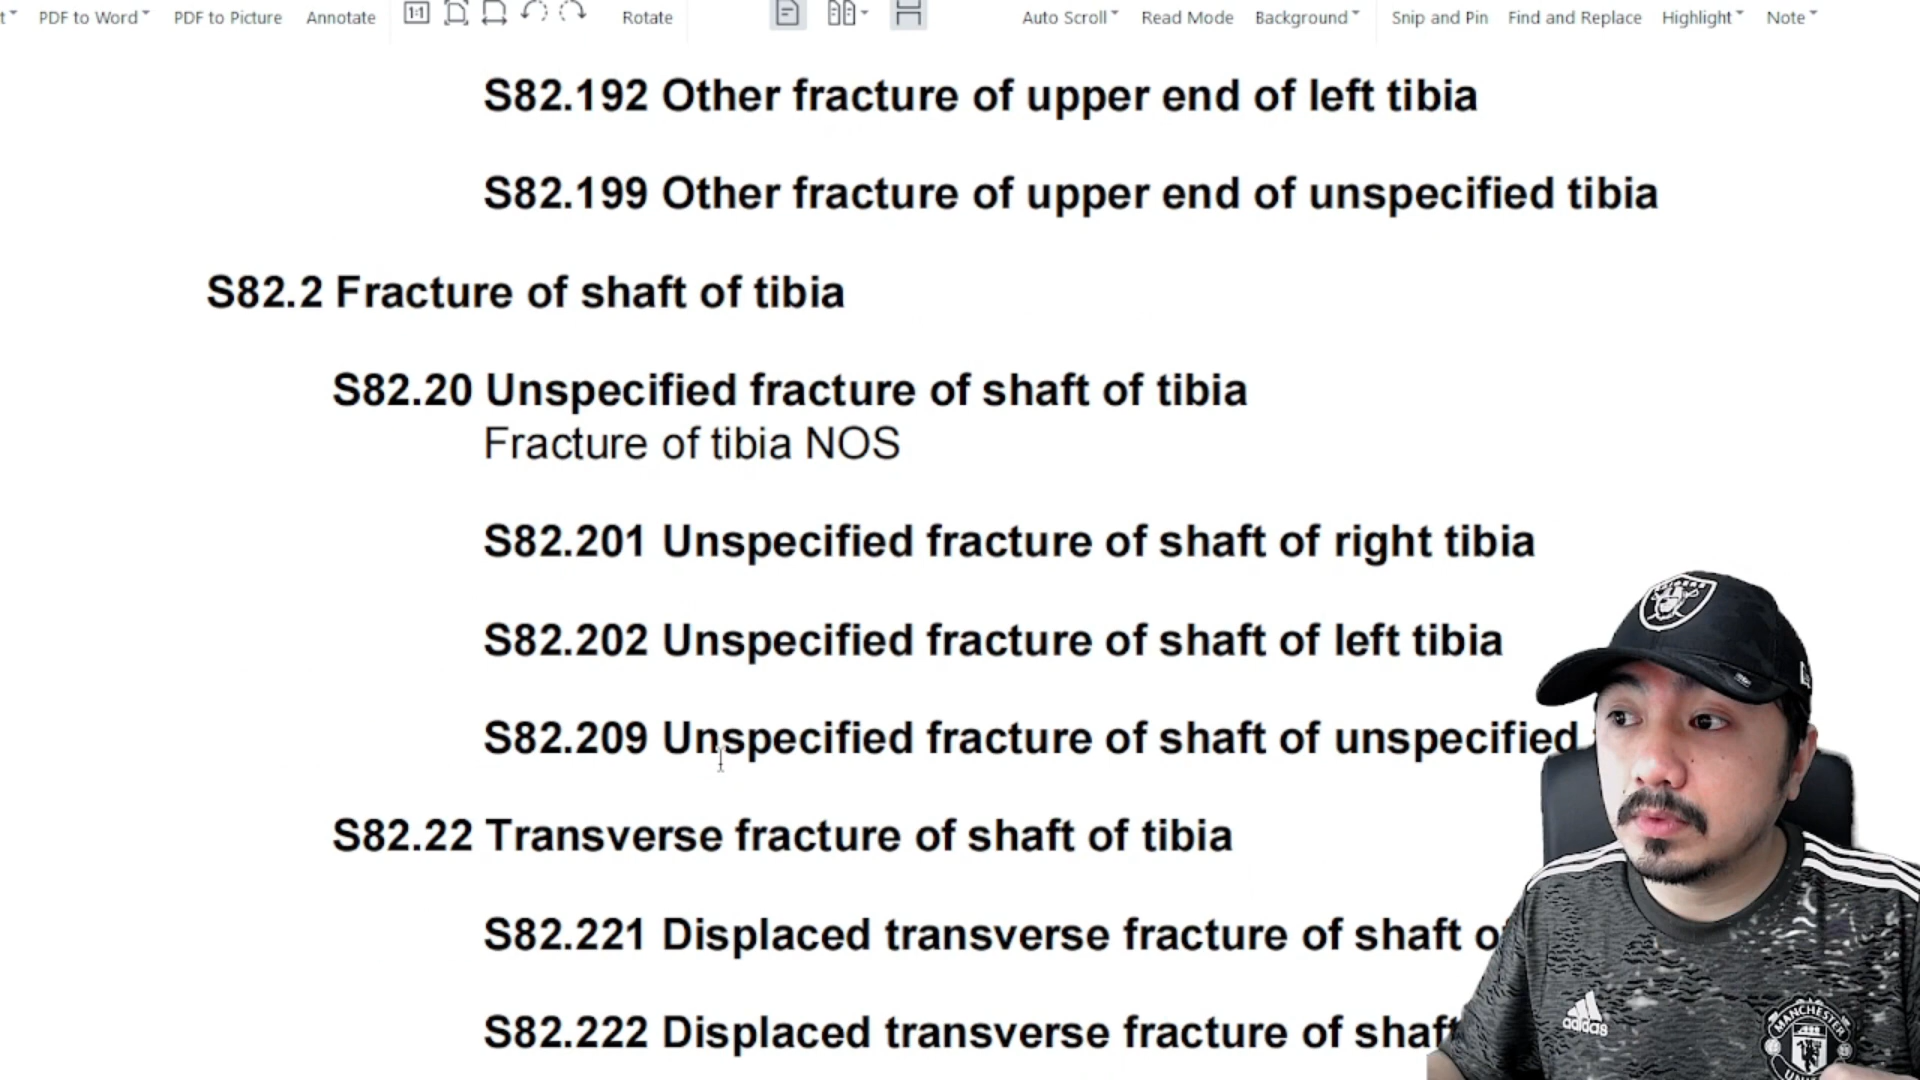 PDF to Word PDF to Picture Annotate 1:1 Rotate Auto Scroll Read Mode Background Snip and Pin Find and Replace Highlight Note
S82.192 Other fracture of upper end of left tibia
S82.199 Other fracture of upper end of unspecified tibia
S82.2 Fracture of shaft of tibia
S82.20 Unspecified fracture of shaft of tibia
Fracture of tibia NOS
S82.201 Unspecified fracture of shaft of right tibia
S82.202 Unspecified fracture of shaft of left tibia
S82.209 Unspecified fracture of shaft of unspecified
S82.22 Transverse fracture of shaft of tibia
S82.221 Displaced transverse fracture of shaft o
S82.222 Displaced transverse fracture of shaft
RAIDERS
adidas
MANCHESTER